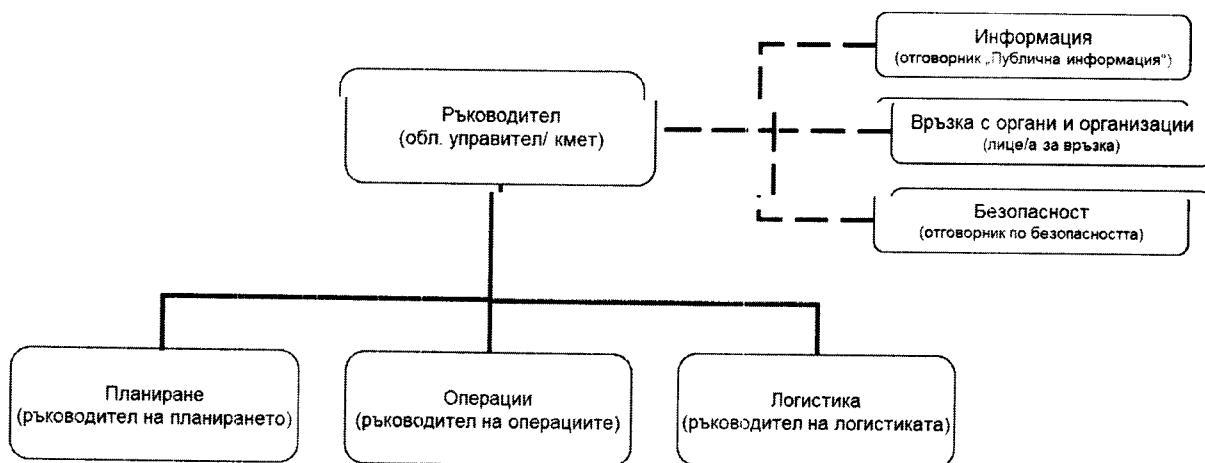 Информация
(отговорник „Публична информация“)
Ръководител
(обл. управител/ кмет)
Връзка с органи и организации
(лице/а за връзка)
Безопасност
(отговорник по безопасността)
Планиране
(ръководител на планирането)
Операции
(ръководител на операциите)
Логистика
(ръководител на логистиката)